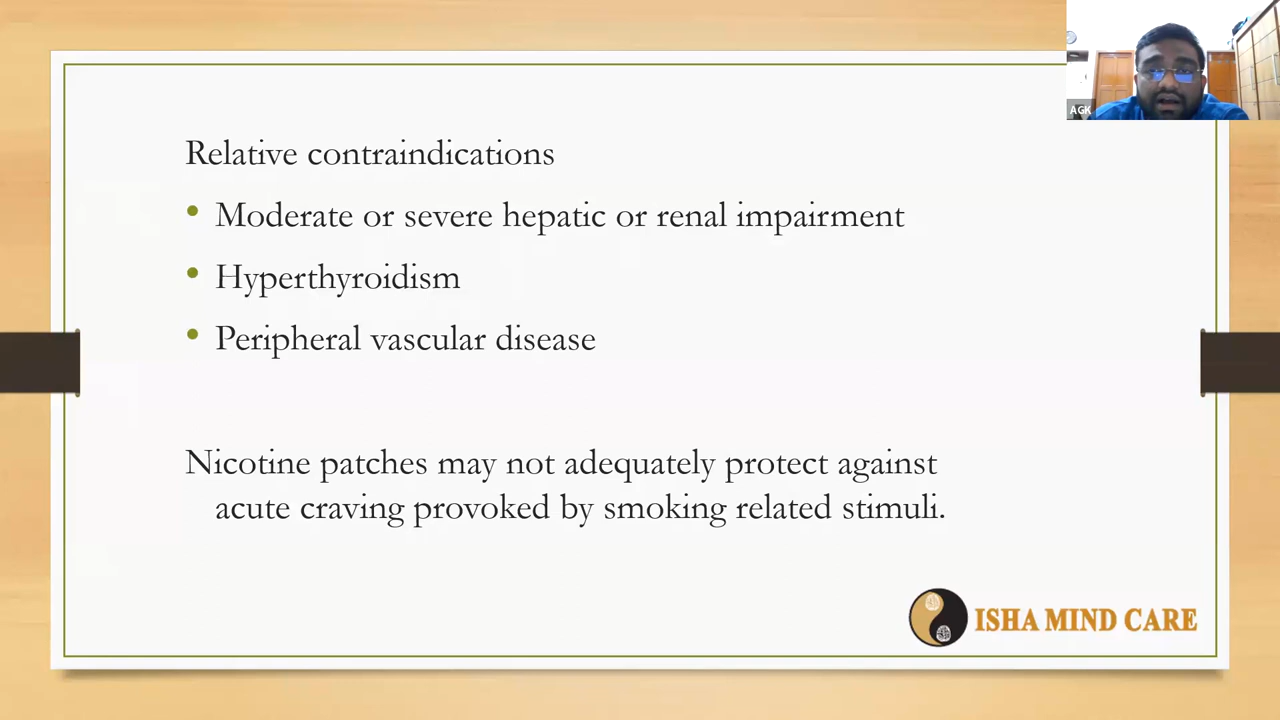 AGK
Relative contraindications
• Moderate or severe hepatic or renal impairment
• Hyperthyroidism
• Peripheral vascular disease
Nicotine patches may not adequately protect against
acute craving provoked by smoking related stimuli.
ISHA MIND CARE